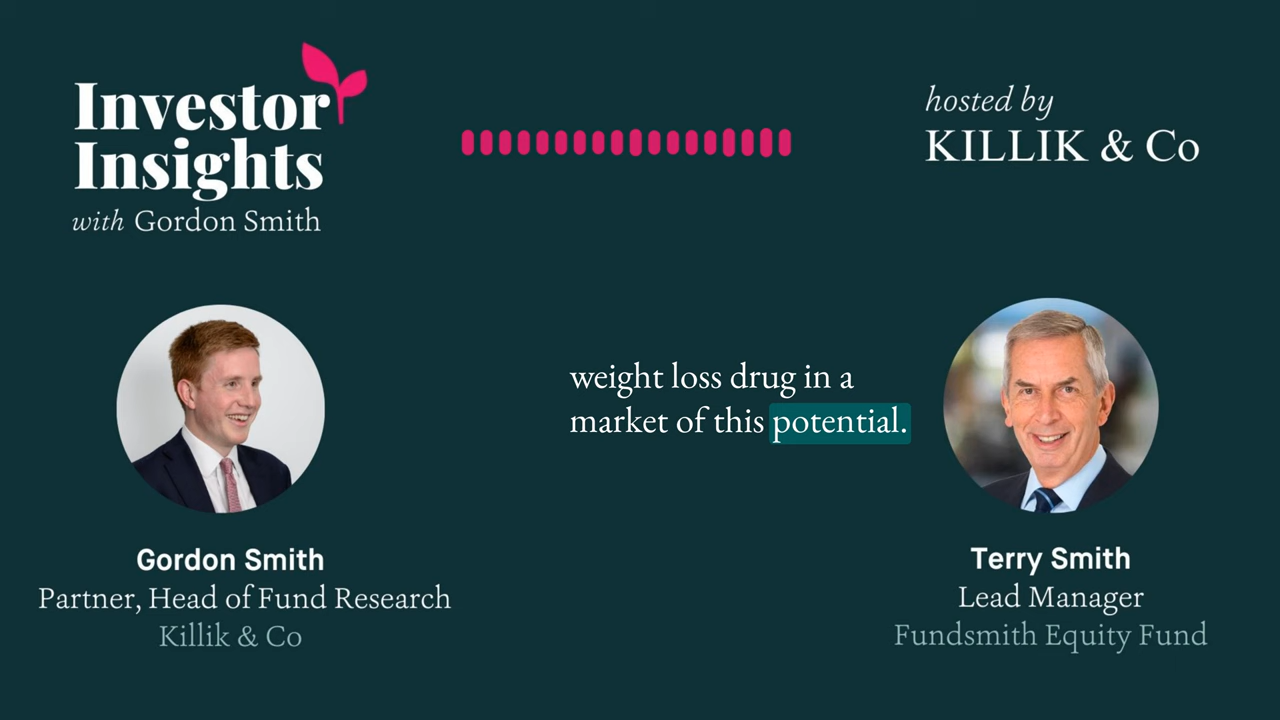 Investor
Insights
with Gordon Smith
hosted by
KILLIK & Co
weight loss drug in a
market of this potential.
Gordon Smith
Partner, Head of Fund Research
Killik & Co
Terry Smith
Lead Manager
Fundsmith Equity Fund